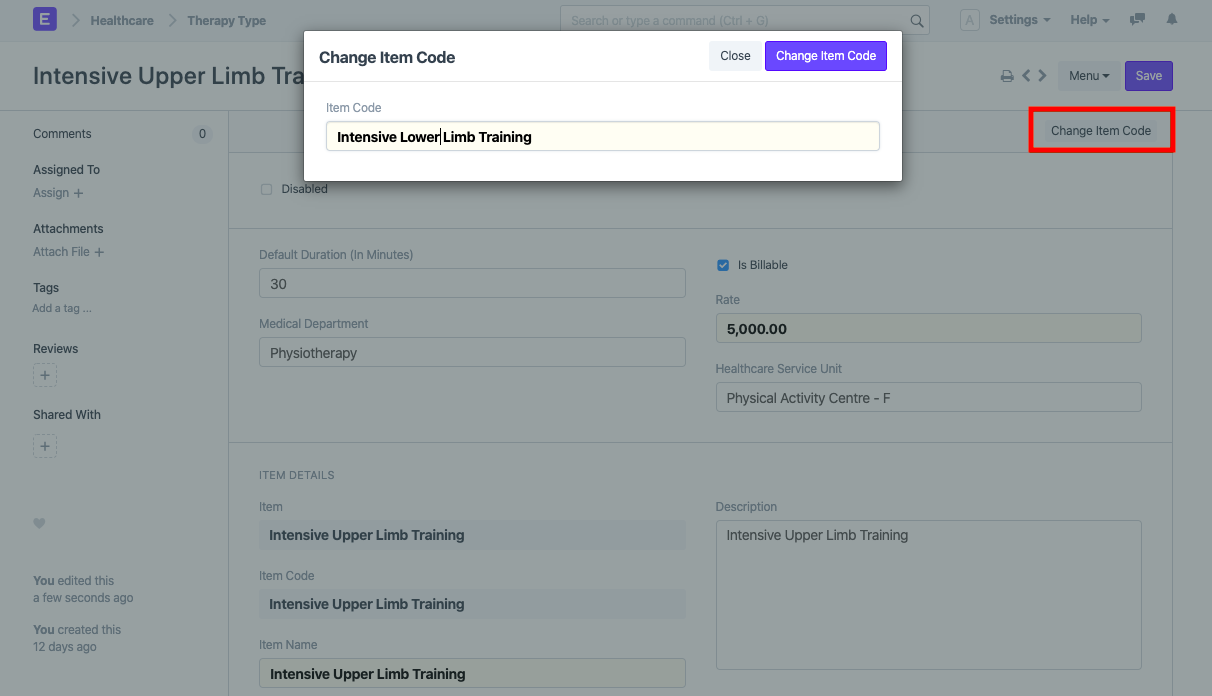 E
Healthcare
Therapy Type
Search or type a command (Ctrl + G)
A
Settings
Help
Intensive Upper Limb Tra
Menu
Save
Change Item Code
Close
Change Item Code
Item Code
Intensive Lower Limb Training
Change Item Code
Comments
0
Assigned To
Assign +
Attachments
Attach File +
Tags
Add a tag ...
Reviews
+
Shared With
+
You edited this
a few seconds ago
You created this
12 days ago
Disabled
Default Duration (In Minutes)
30
Medical Department
Physiotherapy
Is Billable
Rate
5,000.00
Healthcare Service Unit
Physical Activity Centre - F
ITEM DETAILS
Item
Intensive Upper Limb Training
Item Code
Intensive Upper Limb Training
Item Name
Intensive Upper Limb Training
Description
Intensive Upper Limb Training